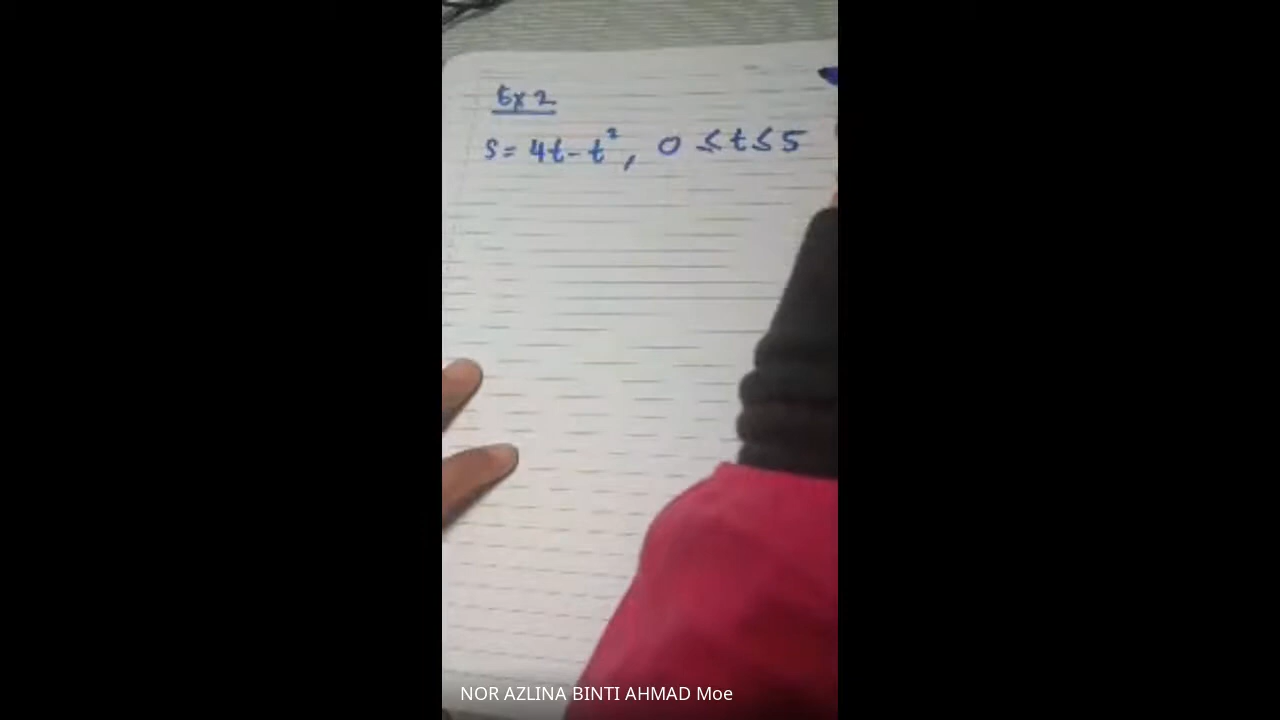 Ex 2
S = 4t - t², 0 ≤ t ≤ 5
NOR AZLINA BINTI AHMAD Moe